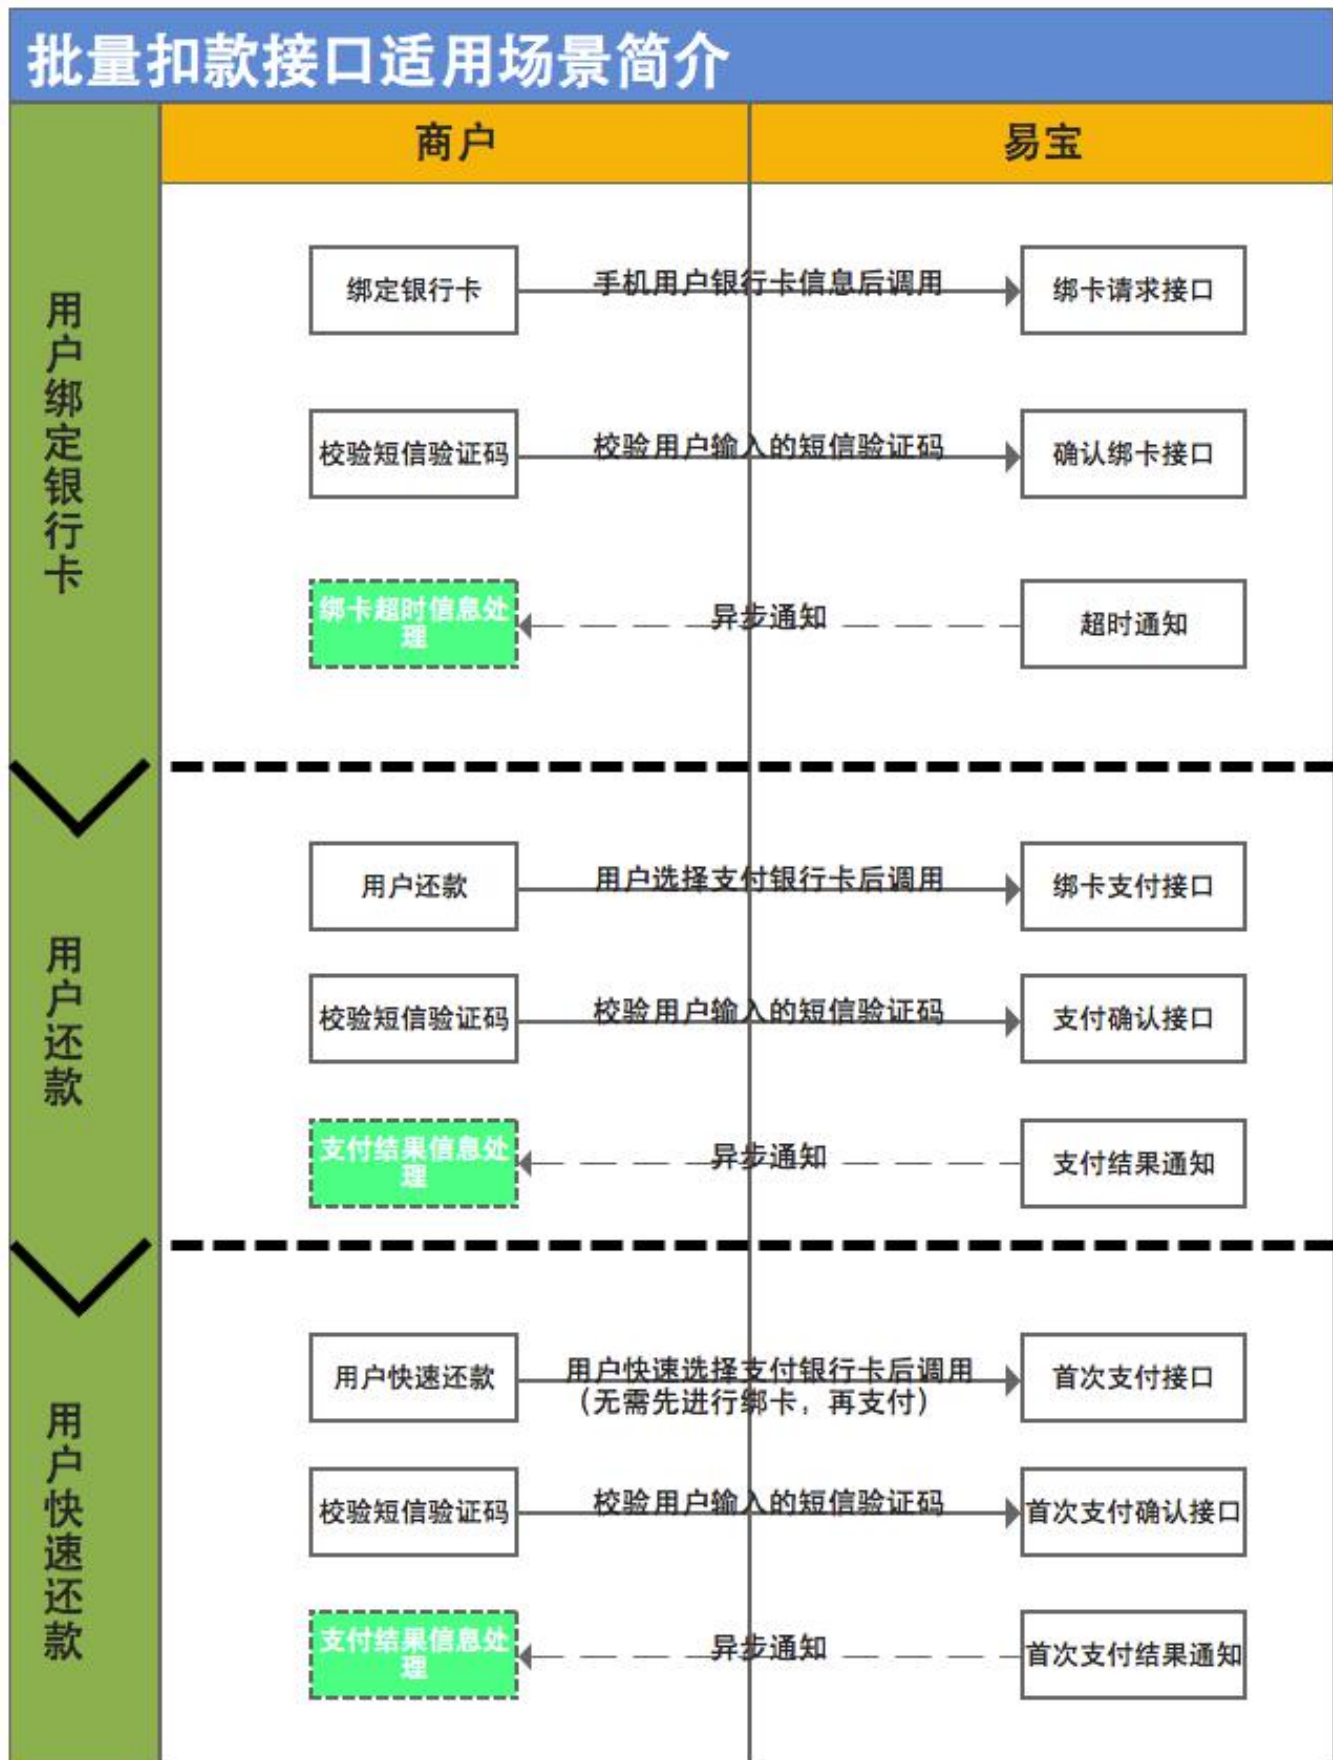 批量扣款接口适用场景简介
商户
易宝
用户绑定银行卡
绑定银行卡
手机用户银行卡信息后调用
绑卡请求接口
校验短信验证码
校验用户输入的短信验证码
确认绑卡接口
绑卡超时信息处
理
异步通知
超时通知
用户还款
用户还款
用户选择支付银行卡后调用
绑卡支付接口
校验短信验证码
校验用户输入的短信验证码
支付确认接口
支付结果信息处
理
异步通知
支付结果通知
用户快速还款
用户快速还款
用户快速选择支付银行卡后调用
（无需先进行绑卡，再支付）
首次支付接口
校验短信验证码
校验用户输入的短信验证码
首次支付确认接口
支付结果信息处
理
异步通知
首次支付结果通知